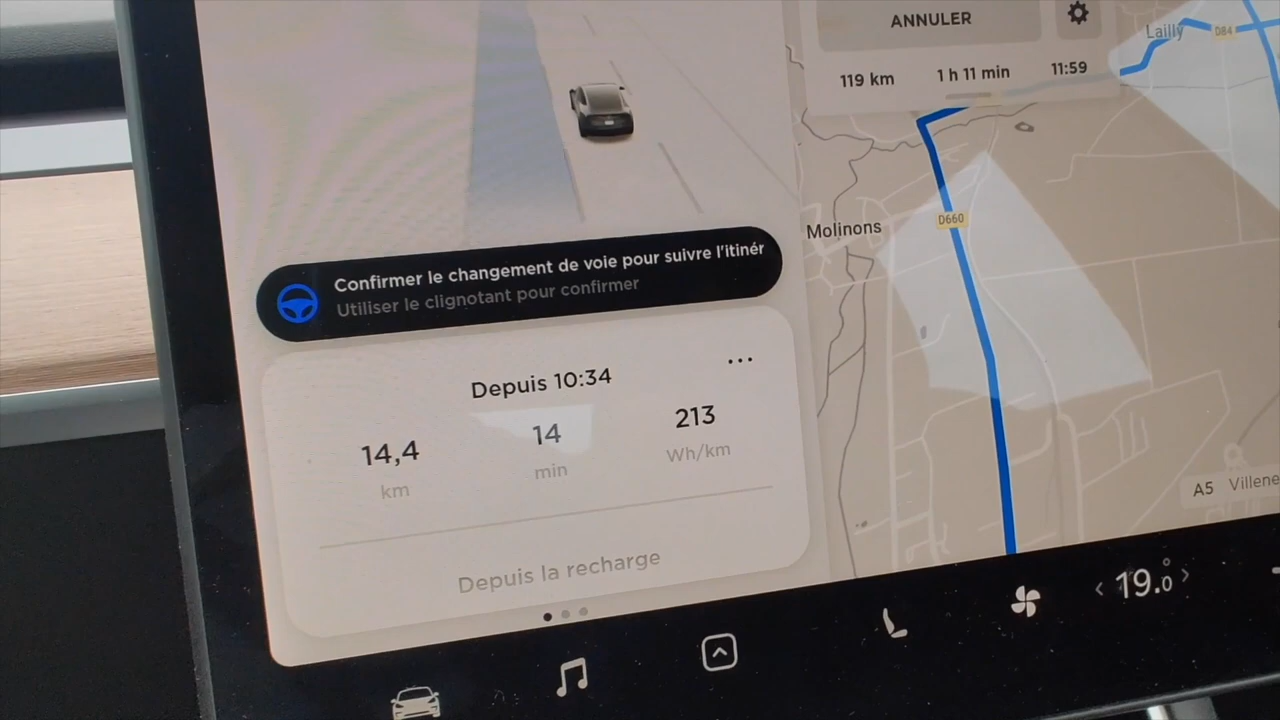 ANNULER
119 km 1 h 11 min 11:59
Lailly
D84
D660
Molinons
Confirmer le changement de voie pour suivre l'itinér
Utiliser le clignotant pour confirmer
Depuis 10:34
14,4 14 213
km min Wh/km
Depuis la recharge
A5 Villene
19.0